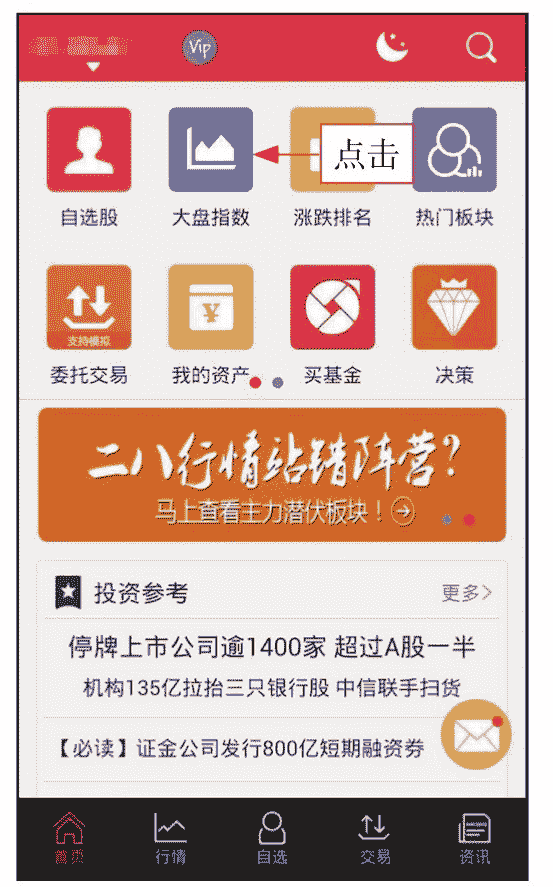 Vip
点击
自选股 大盘指数 涨跌排名 热门板块
支持模拟
委托交易 我的资产 买基金 决策
二八行情站错阵营?
马上查看主力潜伏板块!
投资参考 更多>
停牌上市公司逾1400家 超过A股一半
机构135亿拉抬三只银行股 中信联手扫货
【必读】证金公司发行800亿短期融资券
首页 行情 自选 交易 资讯